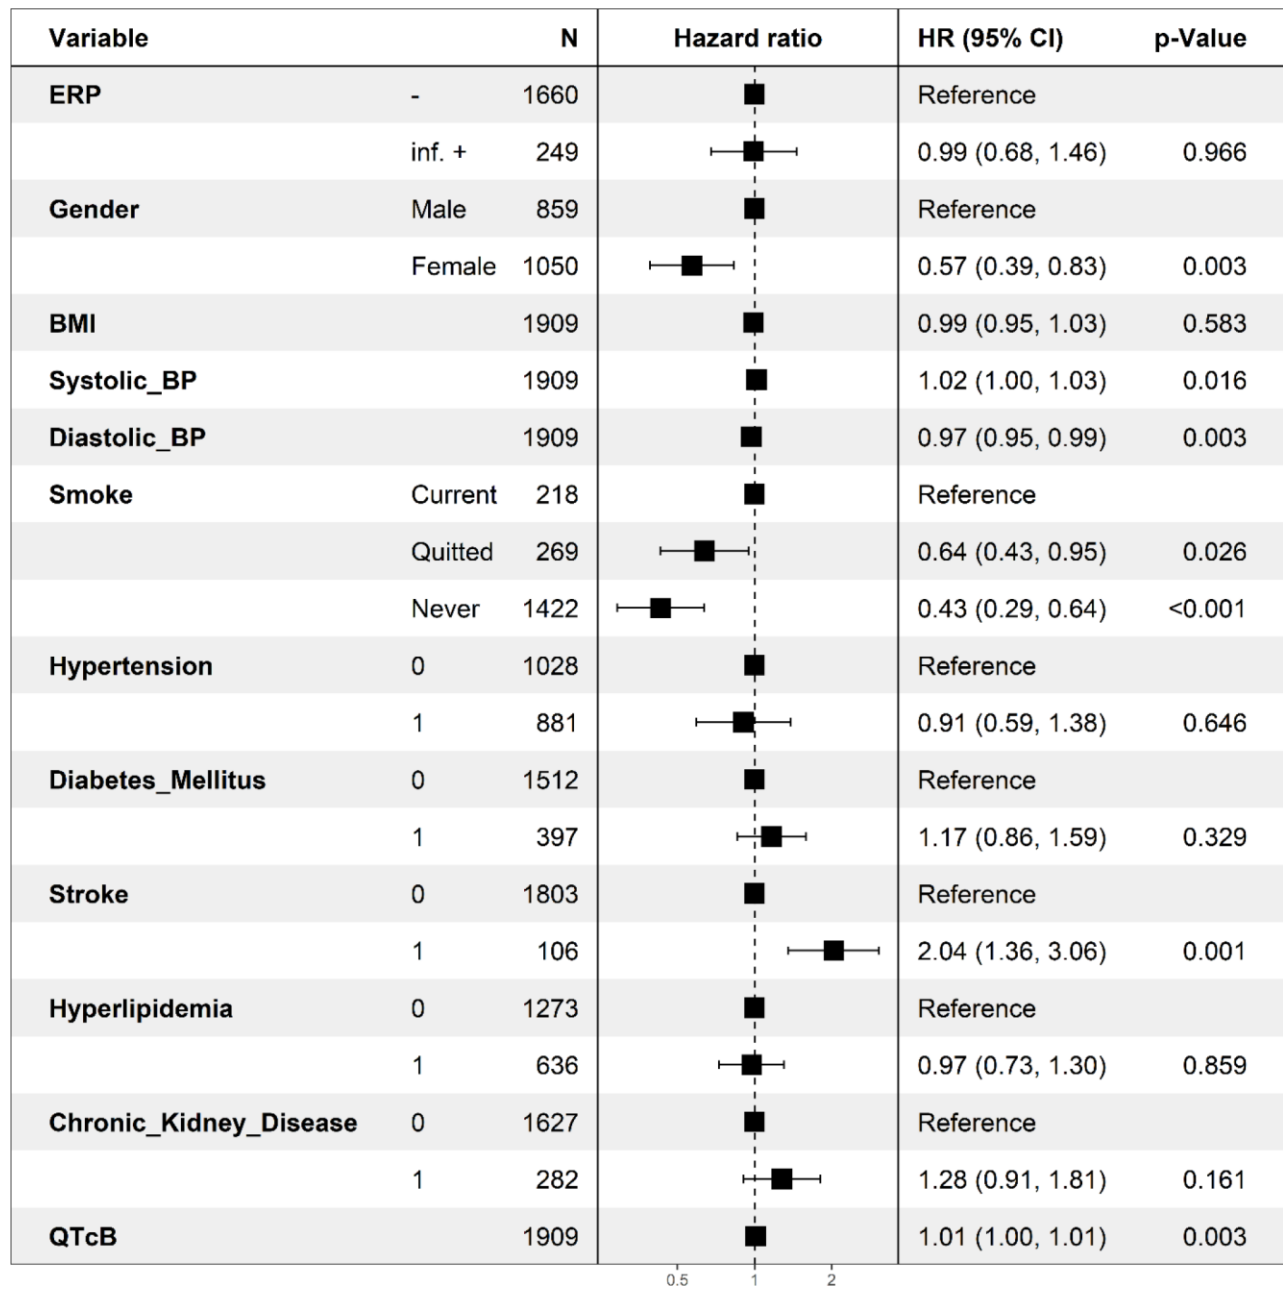 Variable N Hazard ratio HR (95% CI) p-Value
ERP - 1660 Reference
inf. + 249 0.99 (0.68, 1.46) 0.966
Gender Male 859 Reference
Female 1050 0.57 (0.39, 0.83) 0.003
BMI 1909 0.99 (0.95, 1.03) 0.583
Systolic_BP 1909 1.02 (1.00, 1.03) 0.016
Diastolic_BP 1909 0.97 (0.95, 0.99) 0.003
Smoke Current 218 Reference
Quitted 269 0.64 (0.43, 0.95) 0.026
Never 1422 0.43 (0.29, 0.64) <0.001
Hypertension 0 1028 Reference
1 881 0.91 (0.59, 1.38) 0.646
Diabetes_Mellitus 0 1512 Reference
1 397 1.17 (0.86, 1.59) 0.329
Stroke 0 1803 Reference
1 106 2.04 (1.36, 3.06) 0.001
Hyperlipidemia 0 1273 Reference
1 636 0.97 (0.73, 1.30) 0.859
Chronic_Kidney_Disease 0 1627 Reference
1 282 1.28 (0.91, 1.81) 0.161
QTcB 1909 1.01 (1.00, 1.01) 0.003
0.5 1 2